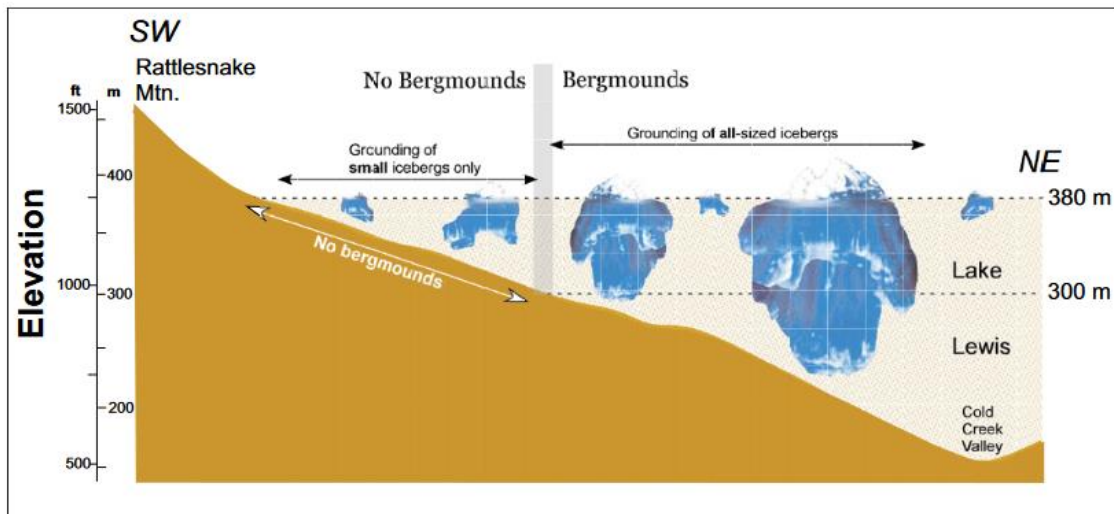 SW
Rattlesnake
Mtn.
ft
m
No Bergmounds
Bergmounds
1500
Grounding of all-sized icebergs
Grounding of
small icebergs only
NE
400
380 m
No bergmounds
Elevation
Lake
1000
300
300 m
Lewis
200
Cold
Creek
Valley
500